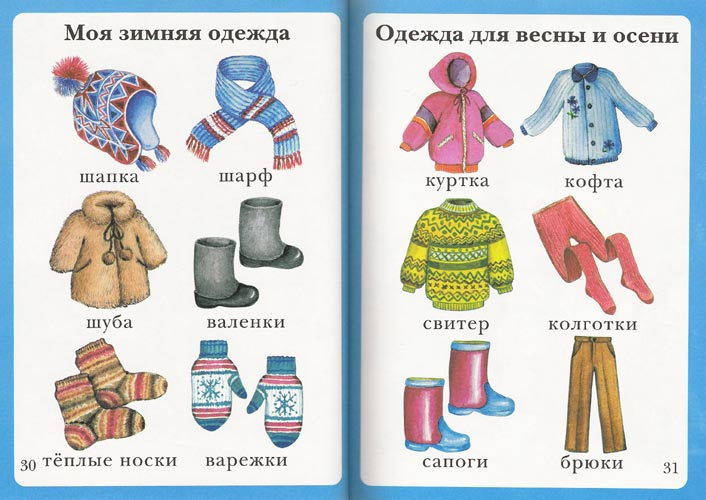 Моя зимняя одежда
шапка
шарф
шуба
валенки
тёплые носки
варежки
30
Одежда для весны и осени
куртка
кофта
свитер
колготки
сапоги
брюки
31